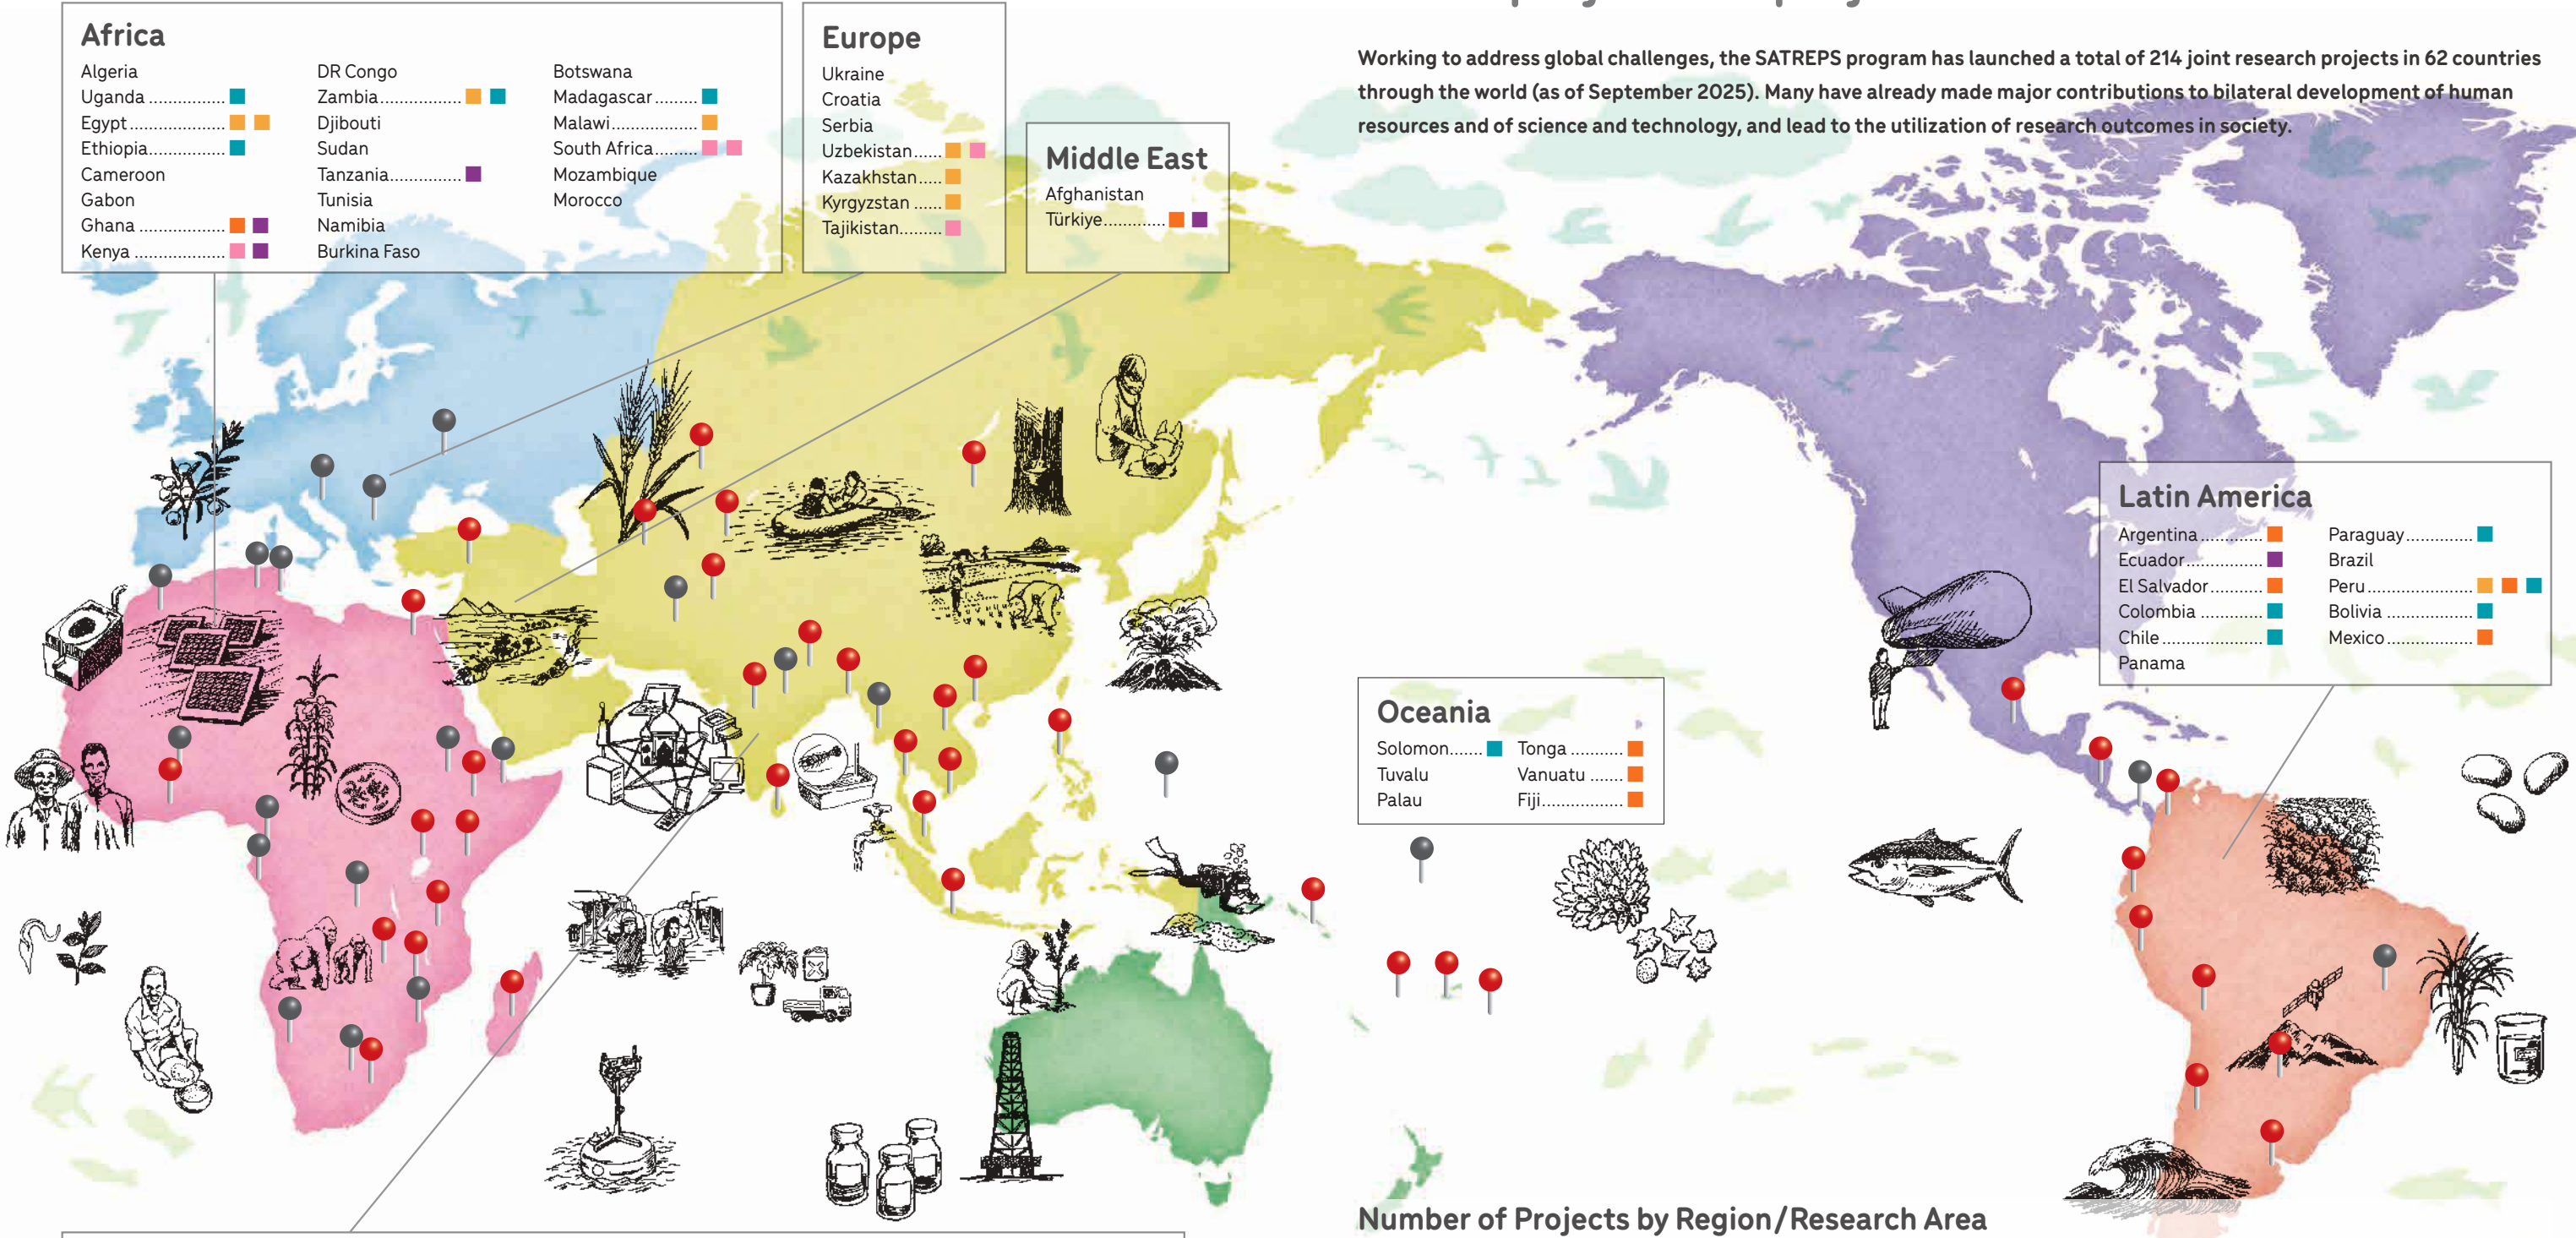 Africa
Algeria
Uganda
Egypt
Ethiopia
Cameroon
Gabon
Ghana
Kenya
DR Congo
Zambia
Djibouti
Sudan
Tanzania
Tunisia
Namibia
Burkina Faso
Botswana
Madagascar
Malawi
South Africa
Mozambique
Morocco
Europe
Ukraine
Croatia
Serbia
Uzbekistan
Kazakhstan
Kyrgyzstan
Tajikistan
Middle East
Afghanistan
Türkiye
Working to address global challenges, the SATREPS program has launched a total of 214 joint research projects in 62 countries
through the world (as of September 2025). Many have already made major contributions to bilateral development of human
resources and of science and technology, and lead to the utilization of research outcomes in society.
Latin America
Argentina
Ecuador
El Salvador
Colombia
Chile
Panama
Paraguay
Brazil
Peru
Bolivia
Mexico
Oceania
Solomon
Tuvalu
Palau
Tonga
Vanuatu
Fiji
Number of Projects by Region/Research Area